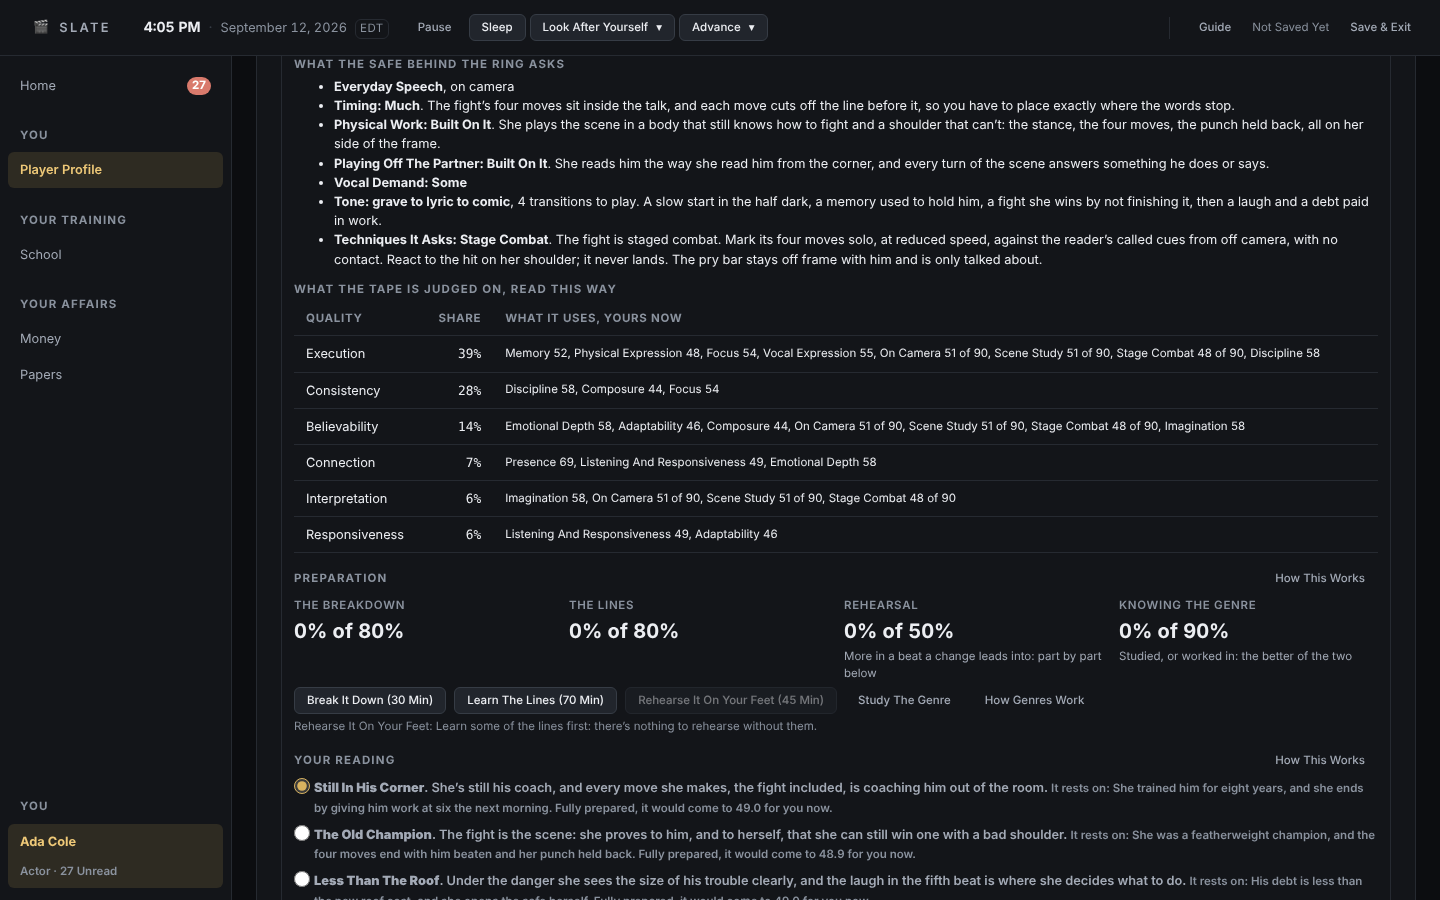 🎬 SLATE
4:05 PM · September 12, 2026 EDT
Pause
Sleep
Look After Yourself ▾
Advance ▾
Guide
Not Saved Yet
Save & Exit
Home
27
YOU
Player Profile
YOUR TRAINING
School
YOUR AFFAIRS
Money
Papers
YOU
Ada Cole
Actor · 27 Unread
WHAT THE SAFE BEHIND THE RING ASKS
• Everyday Speech, on camera
• Timing: Much. The fight’s four moves sit inside the talk, and each move cuts off the line before it, so you have to place exactly where the words stop.
• Physical Work: Built On It. She plays the scene in a body that still knows how to fight and a shoulder that can’t: the stance, the four moves, the punch held back, all on her
side of the frame.
• Playing Off The Partner: Built On It. She reads him the way she read him from the corner, and every turn of the scene answers something he does or says.
• Vocal Demand: Some
• Tone: grave to lyric to comic, 4 transitions to play. A slow start in the half dark, a memory used to hold him, a fight she wins by not finishing it, then a laugh and a debt paid
in work.
• Techniques It Asks: Stage Combat. The fight is staged combat. Mark its four moves solo, at reduced speed, against the reader’s called cues from off camera, with no
contact. React to the hit on her shoulder; it never lands. The pry bar stays off frame with him and is only talked about.
WHAT THE TAPE IS JUDGED ON, READ THIS WAY
QUALITY SHARE WHAT IT USES, YOURS NOW
Execution 39% Memory 52, Physical Expression 48, Focus 54, Vocal Expression 55, On Camera 51 of 90, Scene Study 51 of 90, Stage Combat 48 of 90, Discipline 58
Consistency 28% Discipline 58, Composure 44, Focus 54
Believability 14% Emotional Depth 58, Adaptability 46, Composure 44, On Camera 51 of 90, Scene Study 51 of 90, Stage Combat 48 of 90, Imagination 58
Connection 7% Presence 69, Listening And Responsiveness 49, Emotional Depth 58
Interpretation 6% Imagination 58, On Camera 51 of 90, Scene Study 51 of 90, Stage Combat 48 of 90
Responsiveness 6% Listening And Responsiveness 49, Adaptability 46
PREPARATION
How This Works
THE BREAKDOWN
0% of 80%
THE LINES
0% of 80%
REHEARSAL
0% of 50%
More in a beat a change leads into: part by part
below
KNOWING THE GENRE
0% of 90%
Studied, or worked in: the better of the two
Break It Down (30 Min)
Learn The Lines (70 Min)
Rehearse It On Your Feet (45 Min)
Study The Genre
How Genres Work
Rehearse It On Your Feet: Learn some of the lines first: there’s nothing to rehearse without them.
YOUR READING
How This Works
Still In His Corner. She’s still his coach, and every move she makes, the fight included, is coaching him out of the room. It rests on: She trained him for eight years, and she ends
by giving him work at six the next morning. Fully prepared, it would come to 49.0 for you now.
The Old Champion. The fight is the scene: she proves to him, and to herself, that she can still win one with a bad shoulder. It rests on: She was a featherweight champion, and the
four moves end with him beaten and her punch held back. Fully prepared, it would come to 48.9 for you now.
Less Than The Roof. Under the danger she sees the size of his trouble clearly, and the laugh in the fifth beat is where she decides what to do. It rests on: His debt is less than